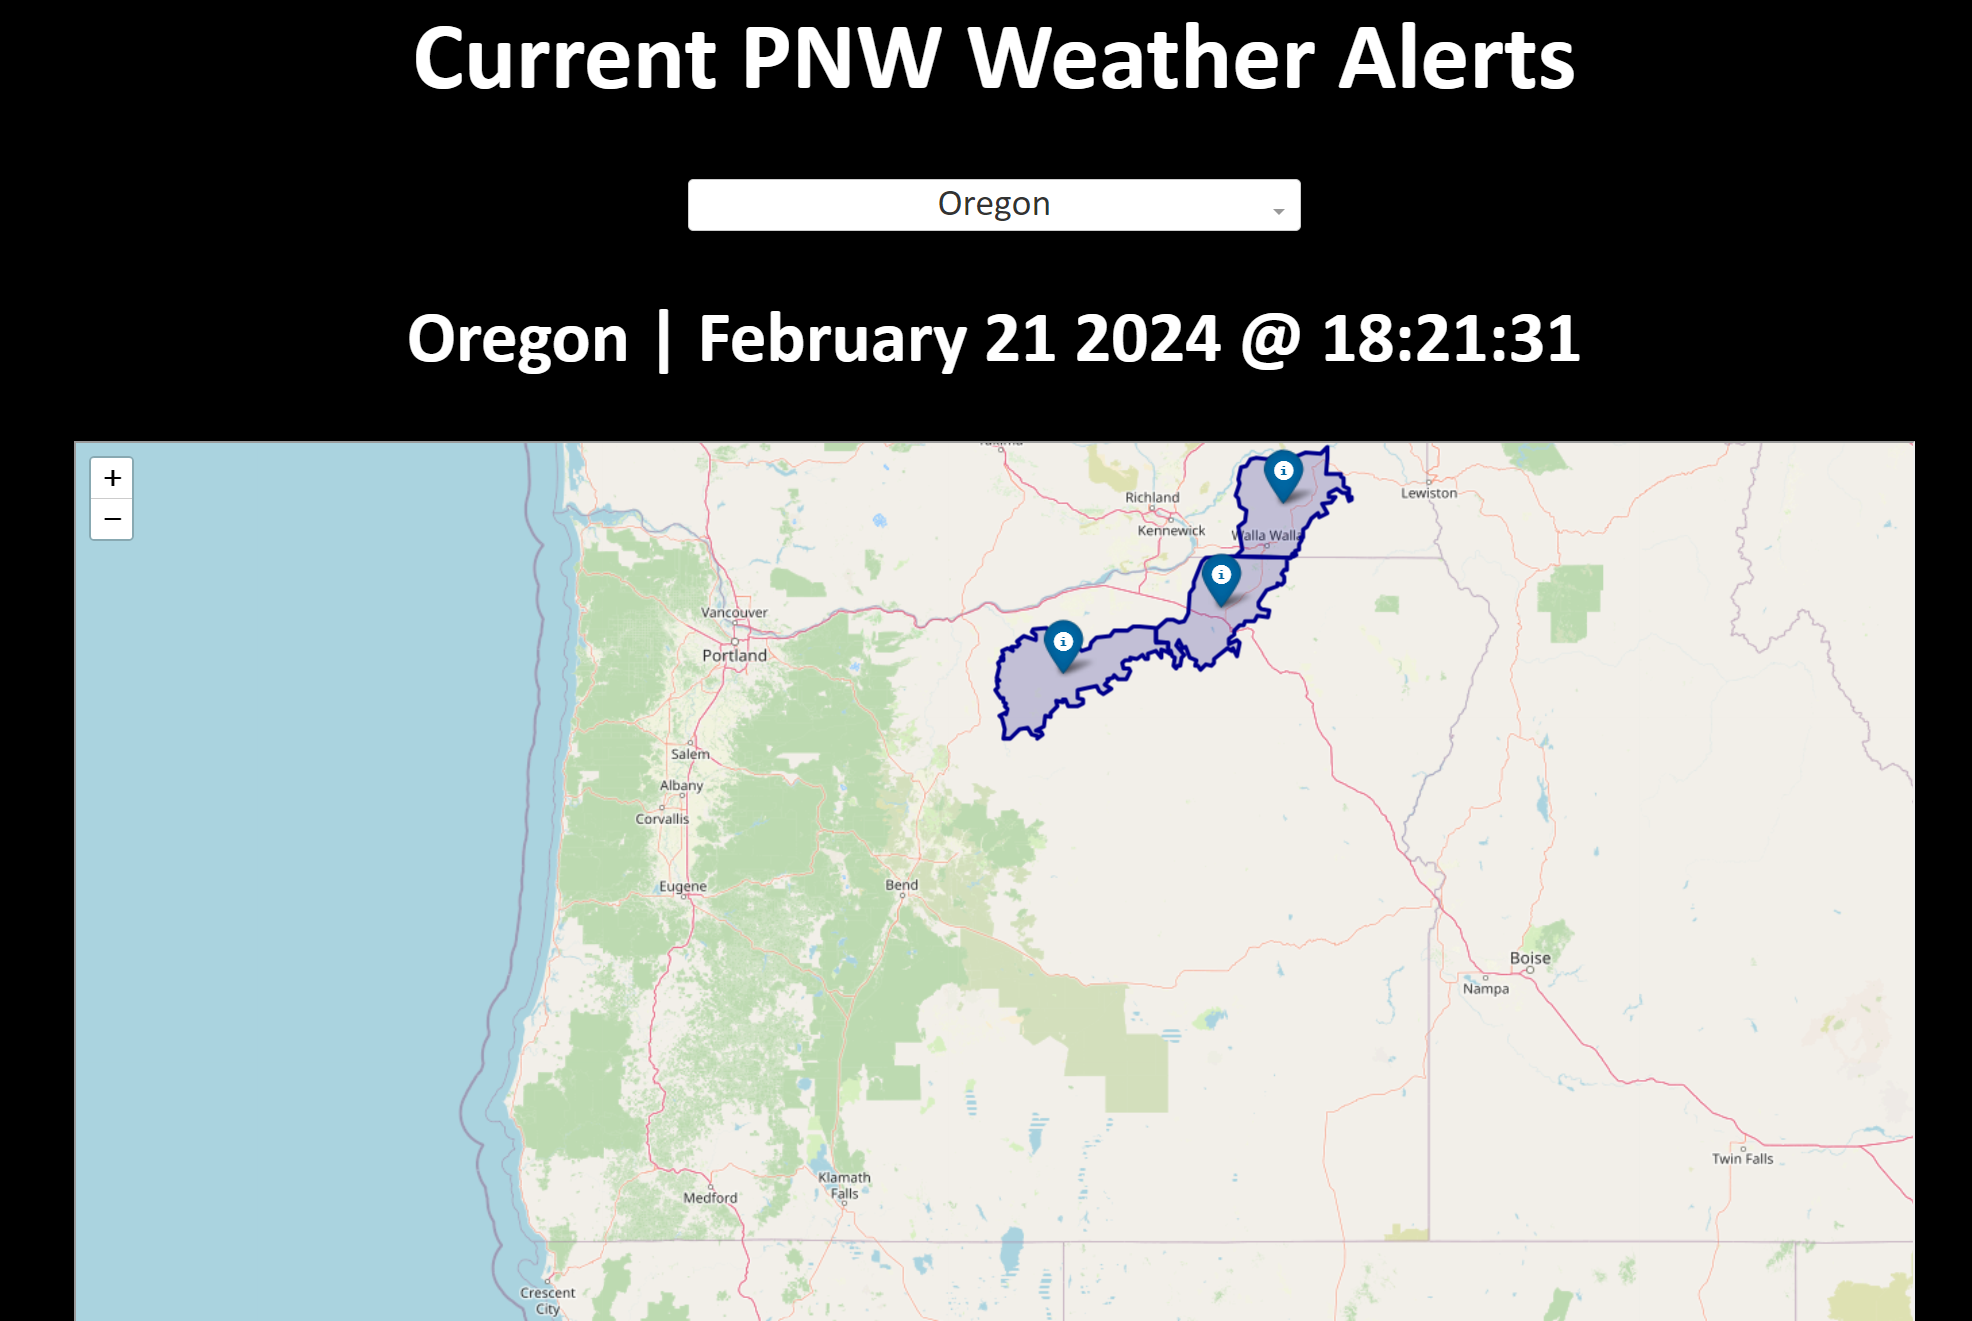 Current PNW Weather Alerts
Oregon
Oregon | February 21 2024 @ 18:21:31
+
−
Richland
Lewiston
Kennewick
Walla Walla
Vancouver
Portland
Salem
Albany
Corvallis
Eugene
Bend
Boise
Nampa
Twin Falls
Klamath
Falls
Medford
Crescent
City